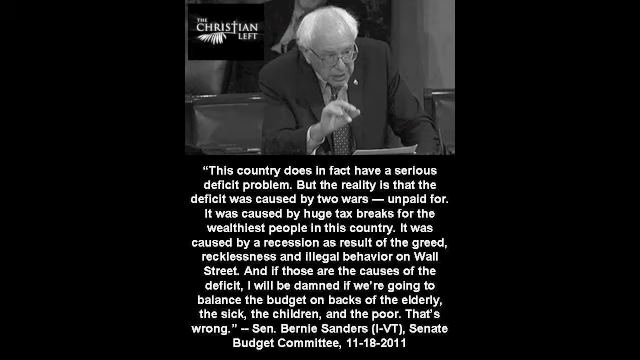 THE
CHRISTIAN
LEFT
“This country does in fact have a serious
deficit problem. But the reality is that the
deficit was caused by two wars — unpaid for.
It was caused by huge tax breaks for the
wealthiest people in this country. It was
caused by a recession as result of the greed,
recklessness and illegal behavior on Wall
Street. And if those are the causes of the
deficit, I will be damned if we’re going to
balance the budget on backs of the elderly,
the sick, the children, and the poor. That’s
wrong.” -- Sen. Bernie Sanders (I-VT), Senate
Budget Committee, 11-18-2011